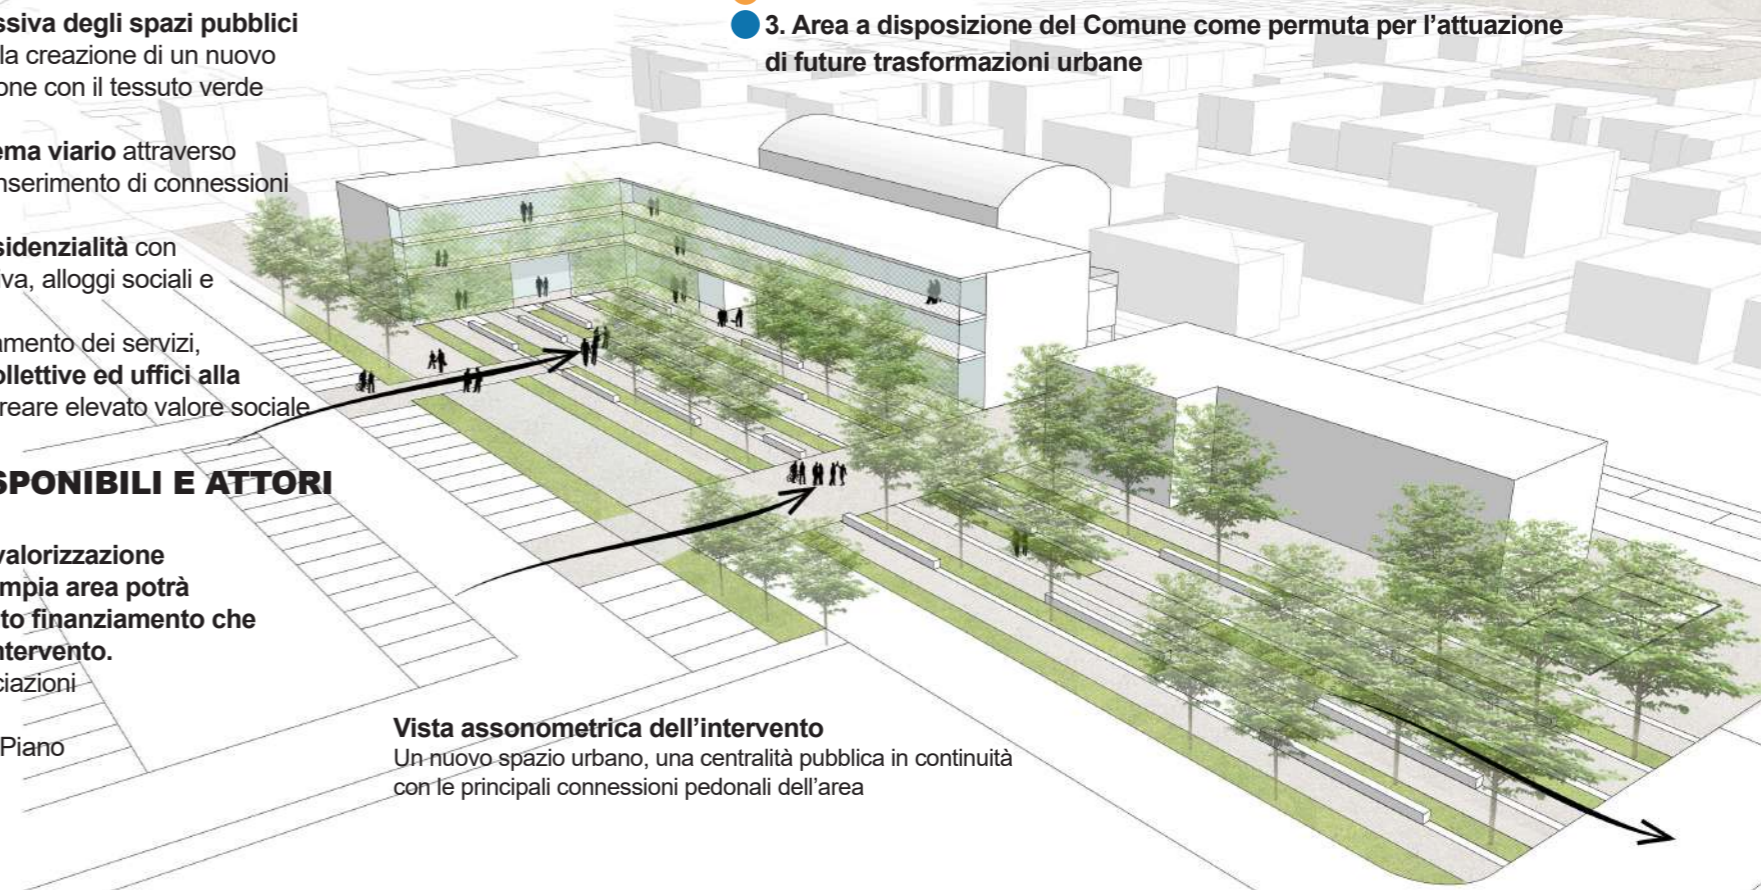 ssiva degli spazi pubblici
la creazione di un nuovo
one con il tessuto verde
ema viario attraverso
nserimento di connessioni
sidenzialità con
iva, alloggi sociali e
amento dei servizi,
ollettive ed uffici alla
reare elevato valore sociale
SPONIBILI E ATTORI
valorizzazione
mpia area potrà
to finanziamento che
ntervento.
ciazioni
Piano
3. Area a disposizione del Comune come permuta per l’attuazione
di future trasformazioni urbane
Vista assonometrica dell’intervento
Un nuovo spazio urbano, una centralità pubblica in continuità
con le principali connessioni pedonali dell’area